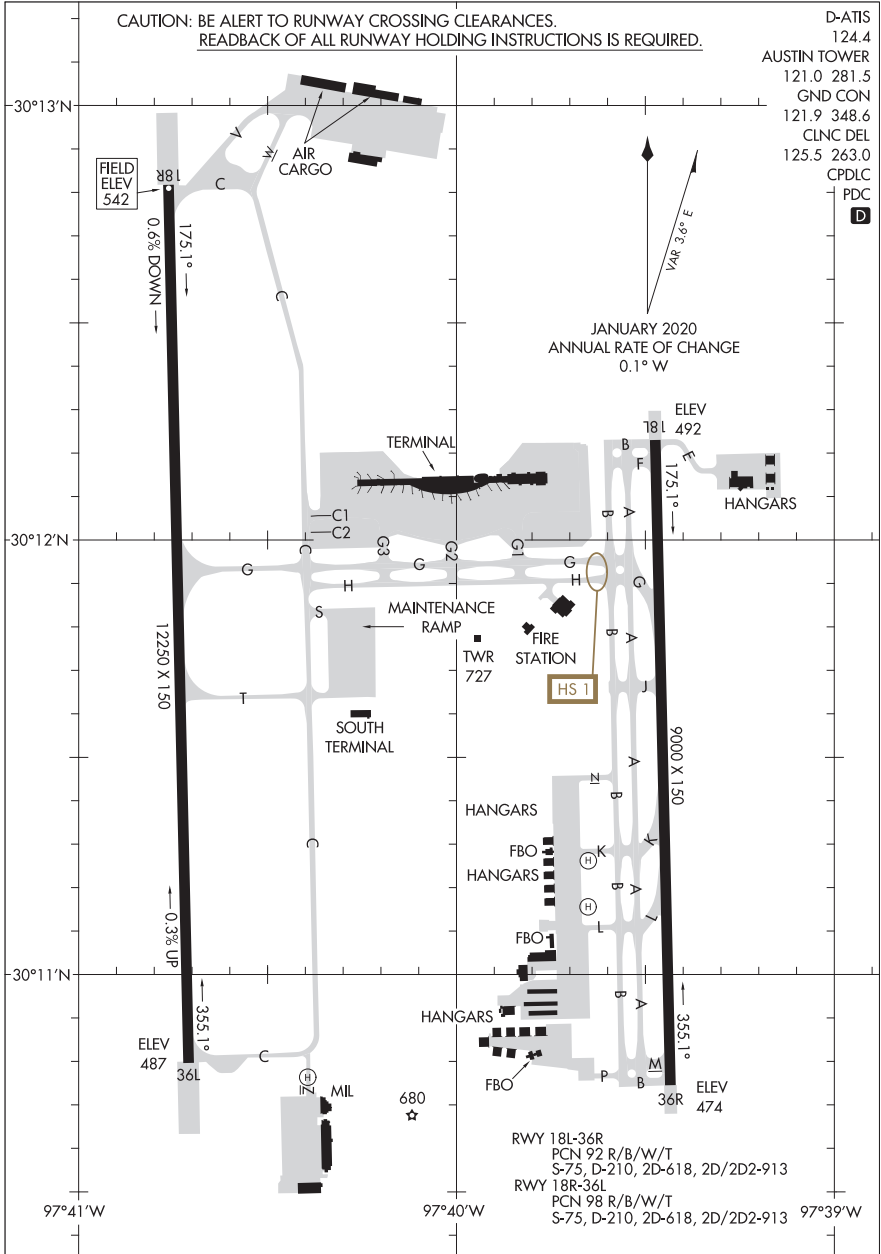 CAUTION: BE ALERT TO RUNWAY CROSSING CLEARANCES.
READBACK OF ALL RUNWAY HOLDING INSTRUCTIONS IS REQUIRED.
D-ATIS
124.4
AUSTIN TOWER
121.0 281.5
GND CON
121.9 348.6
CLNC DEL
125.5 263.0
CPDLC
PDC
D
30°13'N
V
W
AIR
CARGO
FIELD
ELEV
542
18R
C
175.1°
0.6% DOWN
C
VAR 3.6° E
JANUARY 2020
ANNUAL RATE OF CHANGE
0.1° W
TERMINAL
18L
ELEV
492
B
F
E
175.1°
HANGARS
B
A
C1
C2
30°12'N
C
G3
G2
G1
G
G
G
G
H
H
S
MAINTENANCE
RAMP
B
A
TWR
727
FIRE
STATION
HS 1
J
12250 X 150
T
SOUTH
TERMINAL
9000 X 150
N
A
B
HANGARS
C
FBO
K
K
H
HANGARS
B
A
H
L
L
FBO
0.3% UP
30°11'N
355.1°
B
A
355.1°
HANGARS
ELEV
487
36L
C
H
Z
MIL
680
FBO
P
B
M
36R
ELEV
474
RWY 18L-36R
PCN 92 R/B/W/T
S-75, D-210, 2D-618, 2D/2D2-913
RWY 18R-36L
PCN 98 R/B/W/T
S-75, D-210, 2D-618, 2D/2D2-913
97°41'W
97°40'W
97°39'W